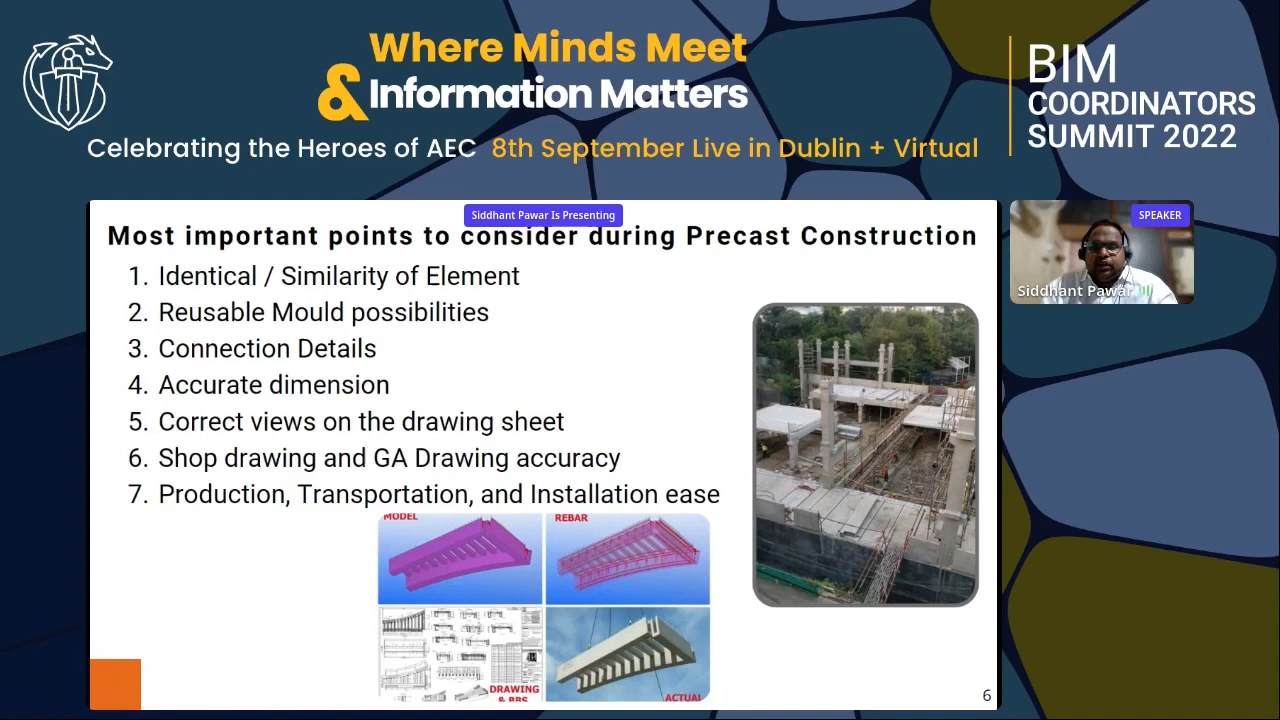 Where Minds Meet
& Information Matters
Celebrating the Heroes of AEC 8th September Live in Dublin + Virtual
BIM
COORDINATORS
SUMMIT 2022
Siddhant Pawar Is Presenting
SPEAKER
Siddhant Pawar
Most important points to consider during Precast Construction
1. Identical / Similarity of Element
2. Reusable Mould possibilities
3. Connection Details
4. Accurate dimension
5. Correct views on the drawing sheet
6. Shop drawing and GA Drawing accuracy
7. Production, Transportation, and Installation ease
MODEL
REBAR
DRAWING
& BBS
ACTUAL
6